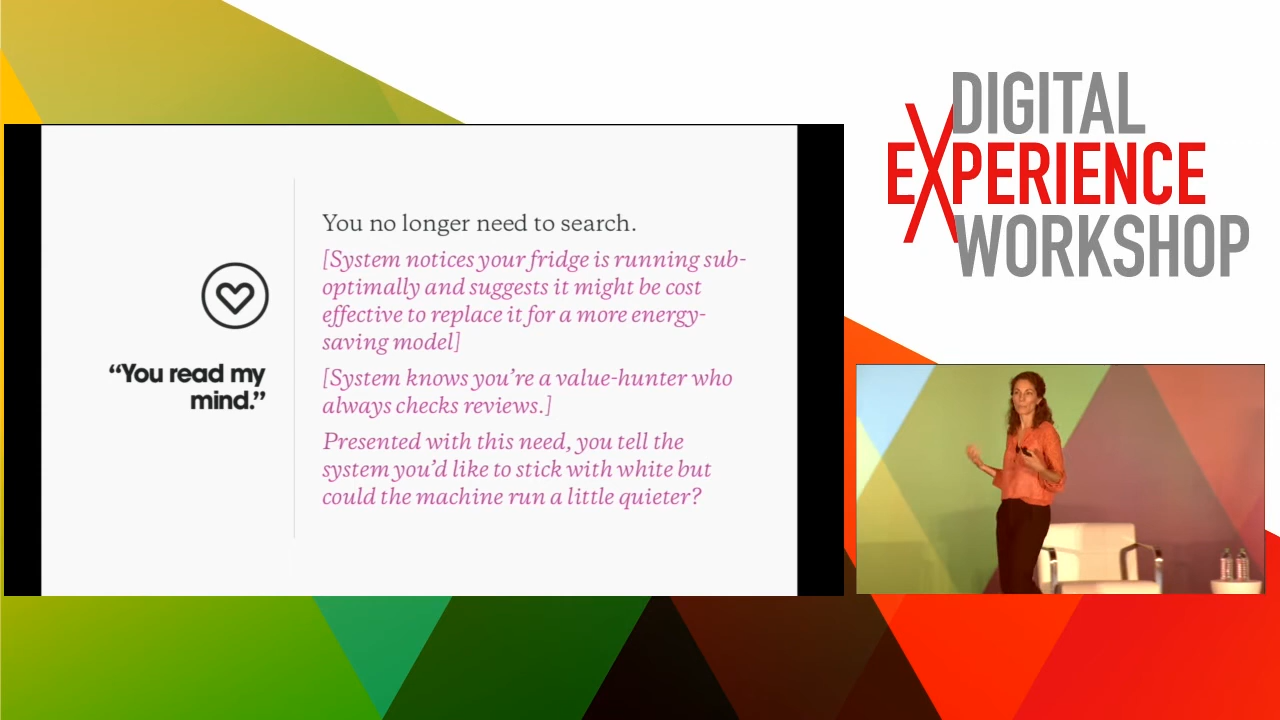 DIGITAL
EXPERIENCE
WORKSHOP
“You read my
mind.”
You no longer need to search.
[System notices your fridge is running sub-
optimally and suggests it might be cost
effective to replace it for a more energy-
saving model]
[System knows you’re a value-hunter who
always checks reviews.]
Presented with this need, you tell the
system you’d like to stick with white but
could the machine run a little quieter?